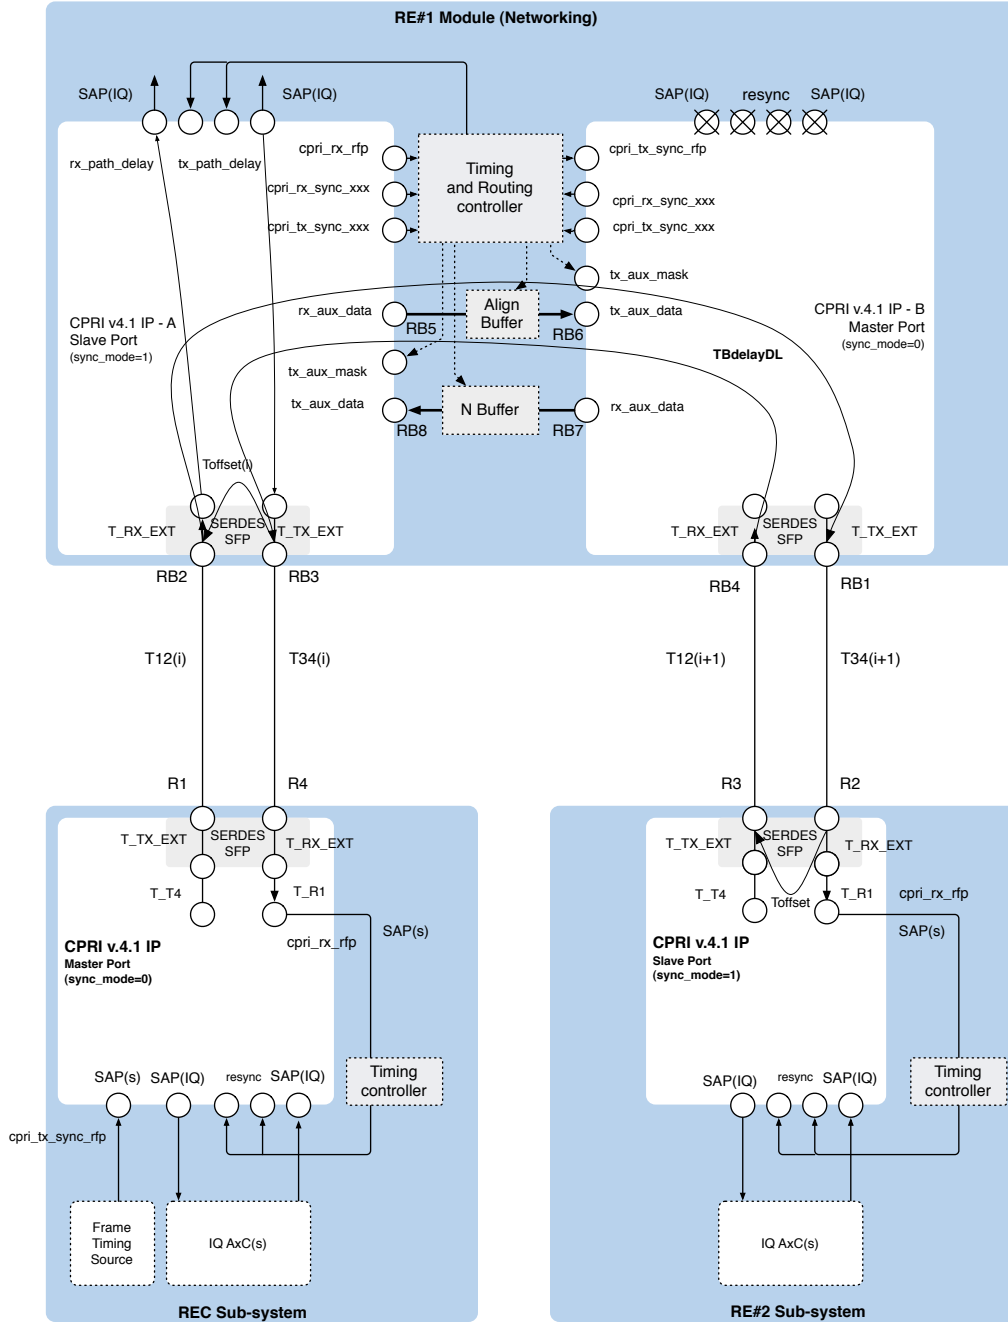 RE#1 Module (Networking)
SAP(IQ)
SAP(IQ)
SAP(IQ)
resync
SAP(IQ)
rx_path_delay
tx_path_delay
cpri_rx_rfp
cpri_rx_sync_xxx
cpri_tx_sync_xxx
Timing
and Routing
controller
cpri_tx_sync_rfp
cpri_rx_sync_xxx
cpri_tx_sync_xxx
tx_aux_mask
CPRI v4.1 IP - A
Slave Port
(sync_mode=1)
rx_aux_data
RB5
Align
Buffer
RB6
tx_aux_data
CPRI v.4.1 IP - B
Master Port
(sync_mode=0)
TBdelayDL
tx_aux_mask
tx_aux_data
RB8
N Buffer
RB7
rx_aux_data
Toffset(i)
T_RX_EXT
SERDES
SFP
T_TX_EXT
T_RX_EXT
SERDES
SFP
T_TX_EXT
RB2
RB3
RB4
RB1
T12(i)
T34(i)
T12(i+1)
T34(i+1)
R1
R4
R3
R2
T_TX_EXT
SERDES
SFP
T_RX_EXT
T_TX_EXT
SERDES
SFP
T_RX_EXT
T_T4
T_R1
T_T4
Toffset
T_R1
cpri_rx_rfp
SAP(s)
cpri_rx_rfp
SAP(s)
CPRI v.4.1 IP
Master Port
(sync_mode=0)
CPRI v.4.1 IP
Slave Port
(sync_mode=1)
SAP(s)
SAP(IQ)
resync
SAP(IQ)
Timing
controller
SAP(IQ)
resync
SAP(IQ)
Timing
controller
cpri_tx_sync_rfp
Frame
Timing
Source
IQ AxC(s)
IQ AxC(s)
REC Sub-system
RE#2 Sub-system